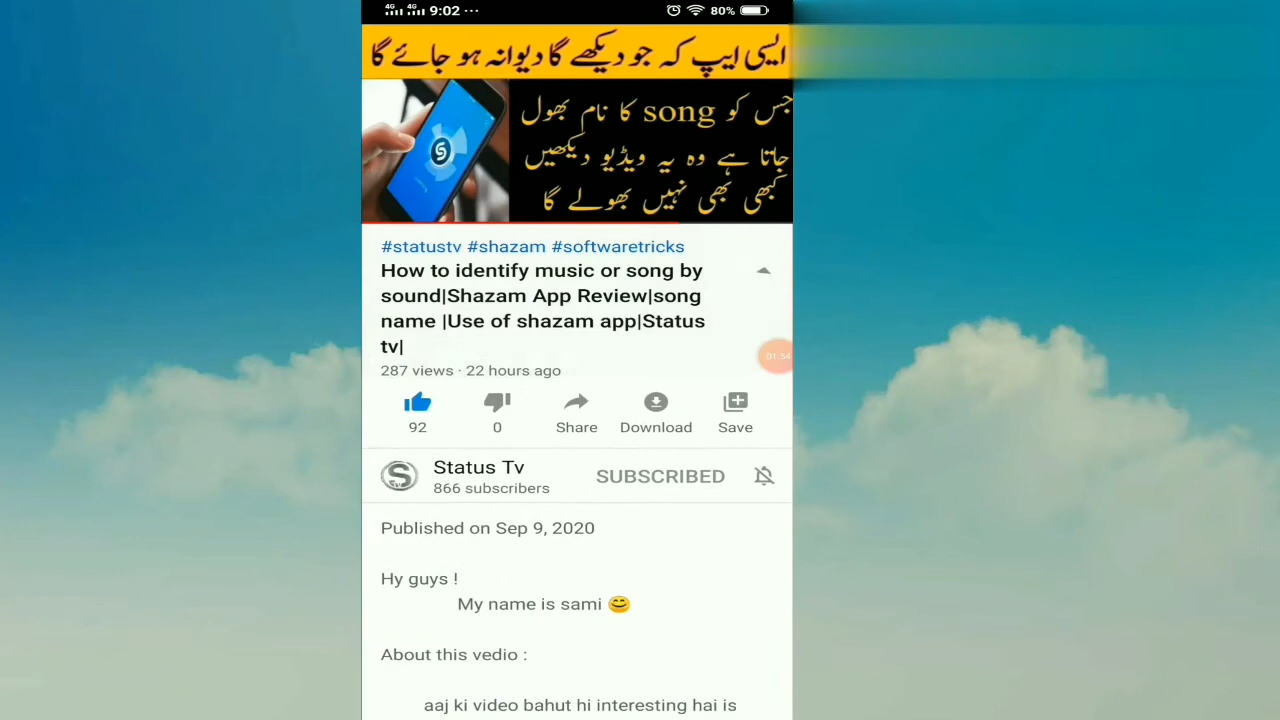 4G 4G 9:02 ... 80%
ایسی ایپ کہ جو دیکھے گا دیوانہ ہو جائے گا
جس کو song کا نام بھول
جاتا ہے وہ یہ ویڈیو دیکھیں
کبھی بھی نہیں بھولے گا
#statustv #shazam #softwaretricks
How to identify music or song by
sound|Shazam App Review|song
name |Use of shazam app|Status
tv|
01:54
287 views · 22 hours ago
92 0 Share Download Save
Status Tv
866 subscribers
SUBSCRIBED
Published on Sep 9, 2020
Hy guys !
My name is sami 😊
About this vedio :
aaj ki video bahut hi interesting hai is